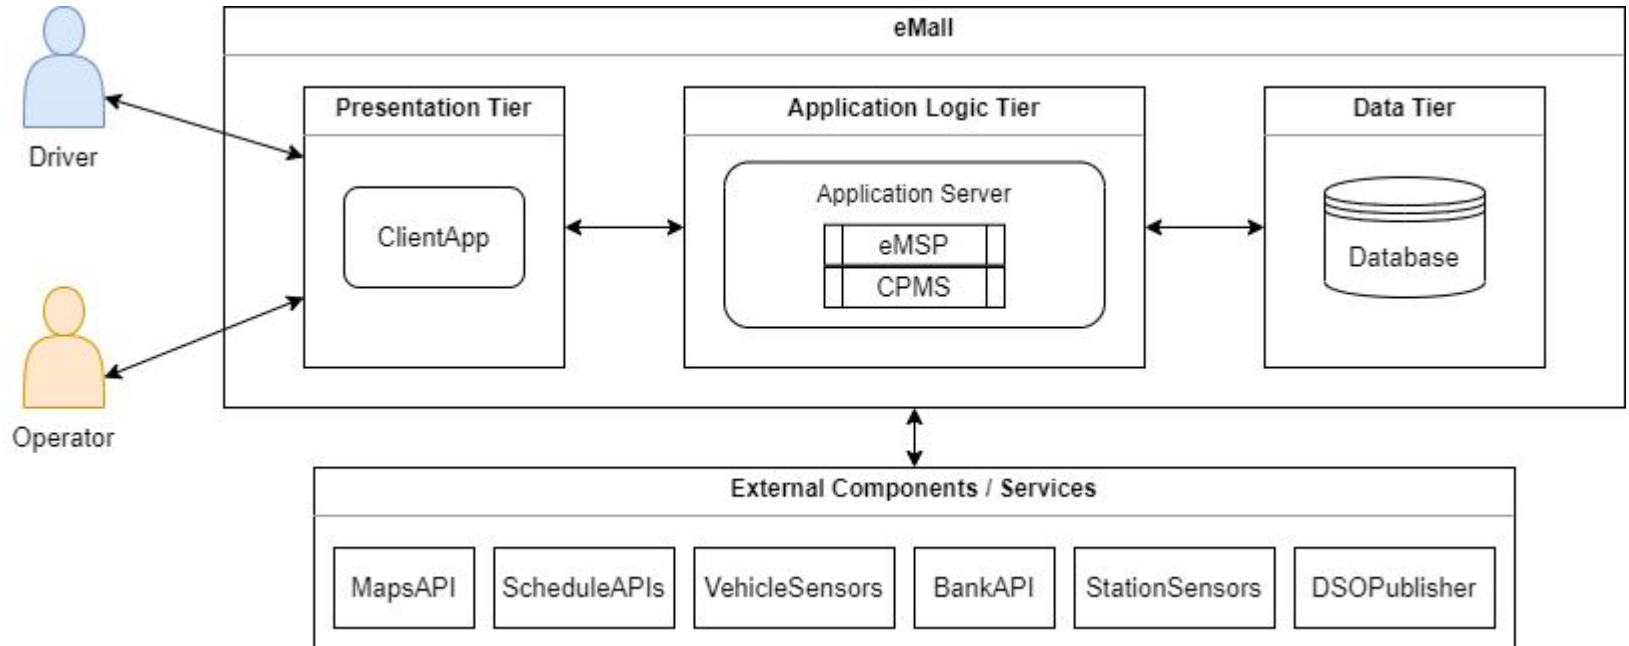 eMall
Presentation Tier
Application Logic Tier
Data Tier
Driver
ClientApp
Application Server
eMSP
CPMS
Database
Operator
External Components / Services
MapsAPI
ScheduleAPIs
VehicleSensors
BankAPI
StationSensors
DSOPublisher